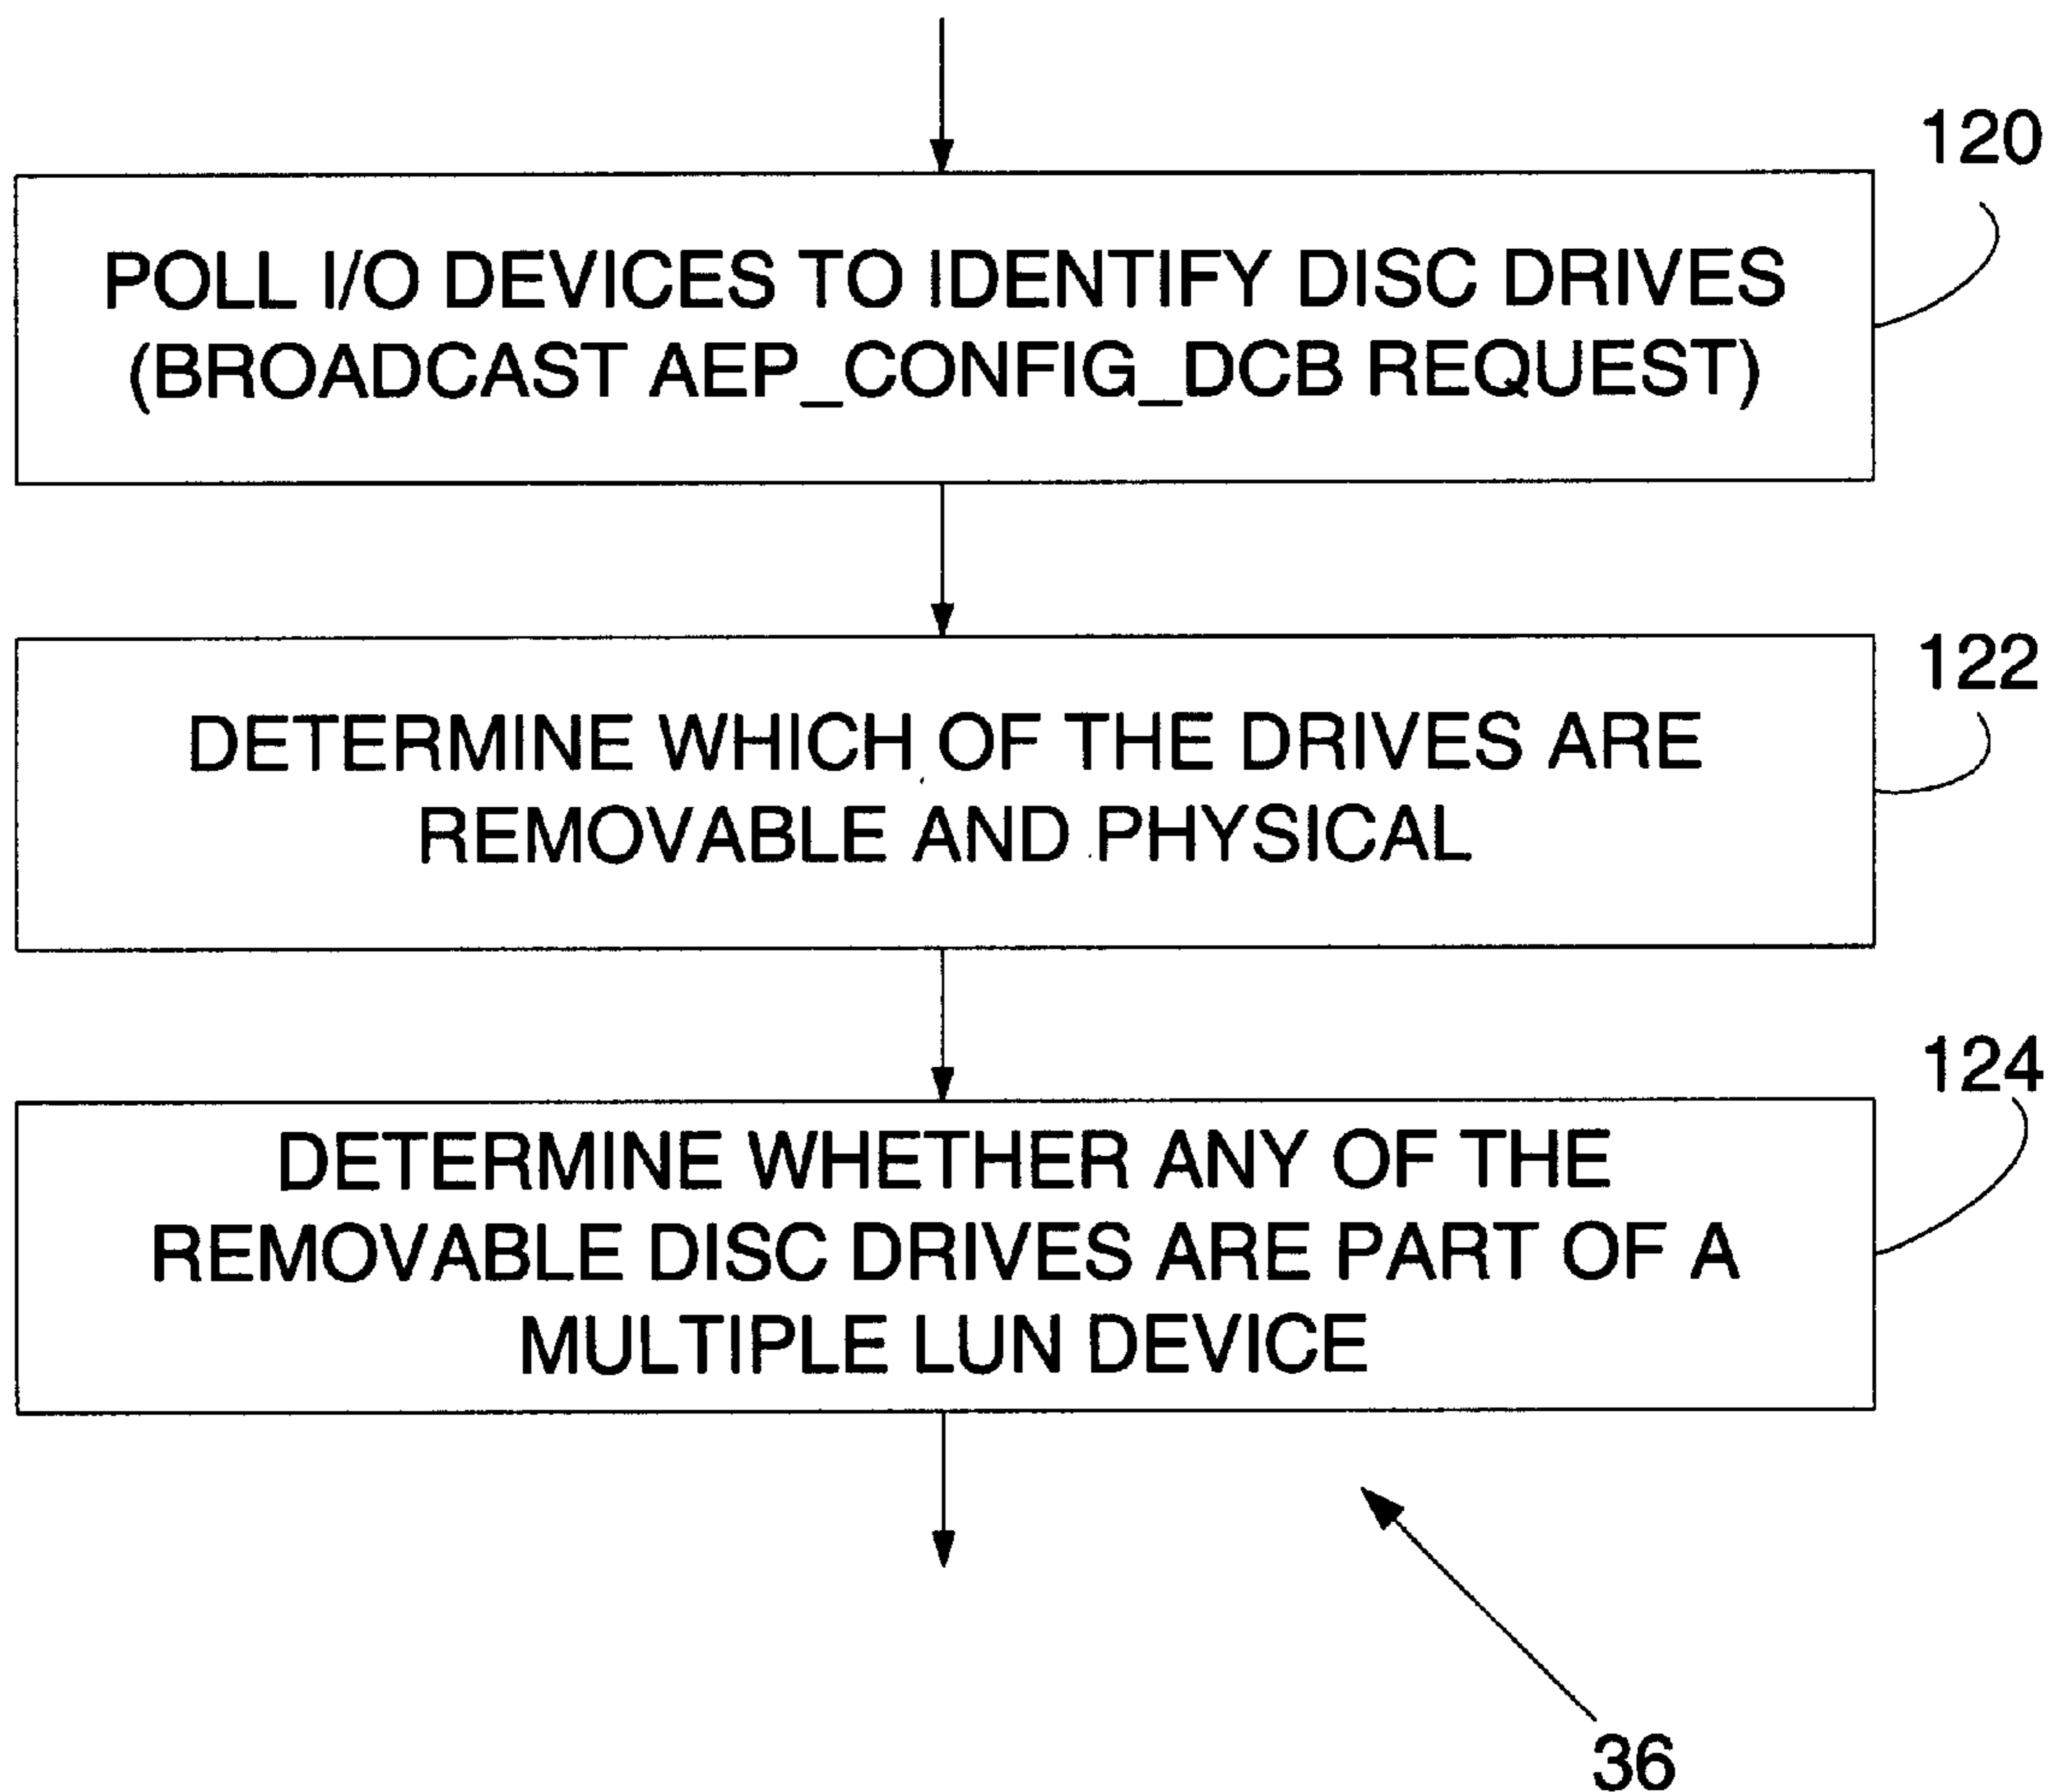 120
POLL I/O DEVICES TO IDENTIFY DISC DRIVES
(BROADCAST AEP_CONFIG_DCB REQUEST)
122
DETERMINE WHICH OF THE DRIVES ARE
REMOVABLE AND PHYSICAL
124
DETERMINE WHETHER ANY OF THE
REMOVABLE DISC DRIVES ARE PART OF A
MULTIPLE LUN DEVICE
36